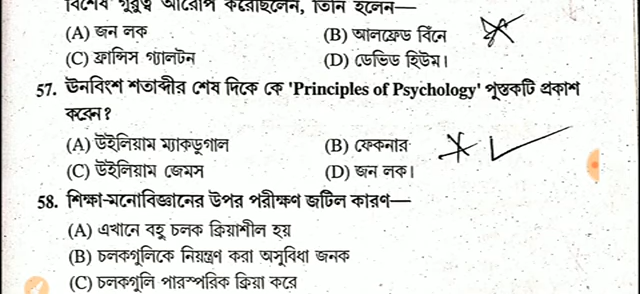 বিশেষ গুরুত্ব আরোপ করেছিলেন, তিনি হলেন—
(A) জন লক (B) আলফ্রেড বিঁনে
(C) ফ্রান্সিস গ্যালটন (D) ডেভিড হিউম।
57. ঊনবিংশ শতাব্দীর শেষ দিকে কে 'Principles of Psychology' পুস্তকটি প্রকাশ
করেন?
(A) উইলিয়াম ম্যাকডুগাল (B) ফেকনার
(C) উইলিয়াম জেমস (D) জন লক।
58. শিক্ষা-মনোবিজ্ঞানের উপর পরীক্ষণ জটিল কারণ—
(A) এখানে বহু চলক ক্রিয়াশীল হয়
(B) চলকগুলিকে নিয়ন্ত্রণ করা অসুবিধা জনক
(C) চলকগুলি পারস্পরিক ক্রিয়া করে